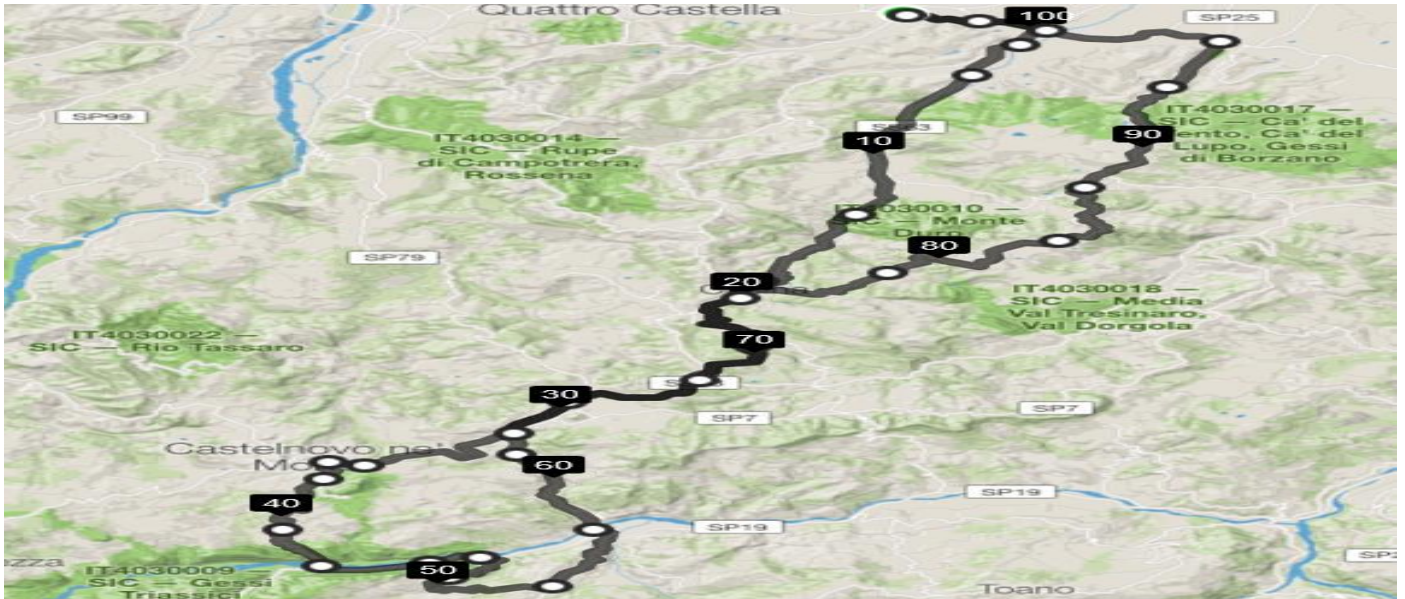 Quattro Castella
100
SP25
SP99
IT4030014 —
SIC — Rupe
di Campotrera,
Rossena
10
90
IT4030017 —
SIC — Ca' del
Ca' del
Lupo, Gessi
di Borzano
SP79
IT4030010 —
SIC — Monte
80
20
IT4030018 —
SIC — Media
Val Tresinaro,
Val Dorgola
IT4030022 —
SIC — Rio Tassaro
70
30
SP7
SP7
Castelnovo ne'
60
40
SP19
SP19
50
IT4030009
SIC — Gessi
Triassici
Toano